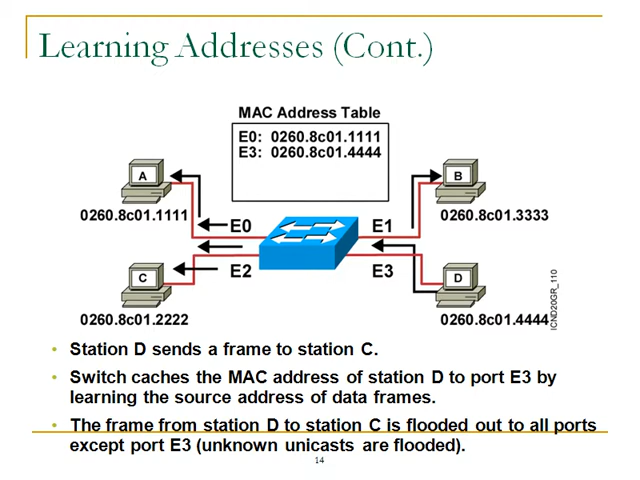 Learning Addresses (Cont.)
MAC Address Table
E0: 0260.8c01.1111
E3: 0260.8c01.4444
A
B
0260.8c01.1111
0260.8c01.3333
E0
E1
E2
E3
C
D
0260.8c01.2222
0260.8c01.4444
ICND20GR_110
• Station D sends a frame to station C.
• Switch caches the MAC address of station D to port E3 by
learning the source address of data frames.
• The frame from station D to station C is flooded out to all ports
except port E3 (unknown unicasts are flooded).
14